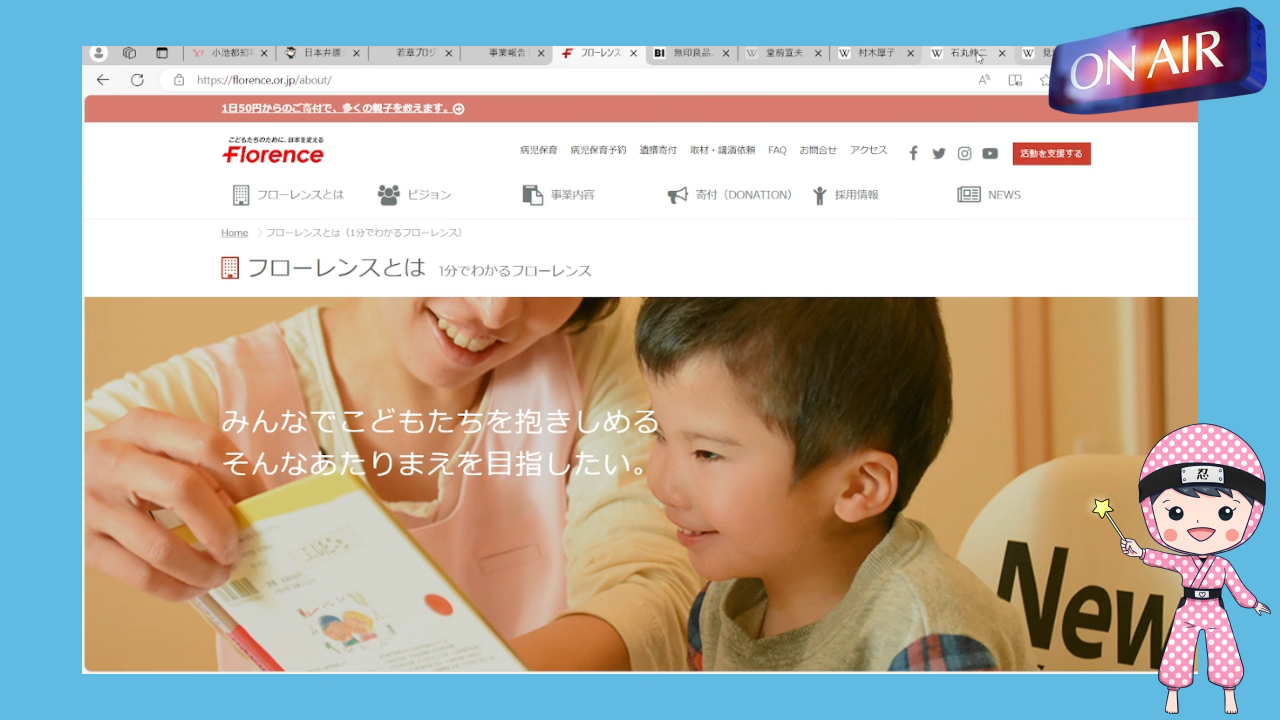 小池都知事
日本弁護士
若草プロジ
事業報告
フローレンス
BI 無印良品、
W 堂前宣夫
W 村木厚子
W 石丸伸二
W
ON AIR
https://florence.or.jp/about/
1日50円からのご寄付で、多くの親子を救えます。
こどもたちのために、日本を変える
Florence
病児保育 病児保育予約 遺贈寄付 取材・講演依頼 FAQ お問合せ アクセス
活動を支援する
フローレンスとは ビジョン 事業内容 寄付（DONATION） 採用情報 NEWS
Home 〉フローレンスとは（1分でわかるフローレンス）
フローレンスとは 1分でわかるフローレンス
みんなでこどもたちを抱きしめる
そんなあたりまえを目指したい。
忍
New